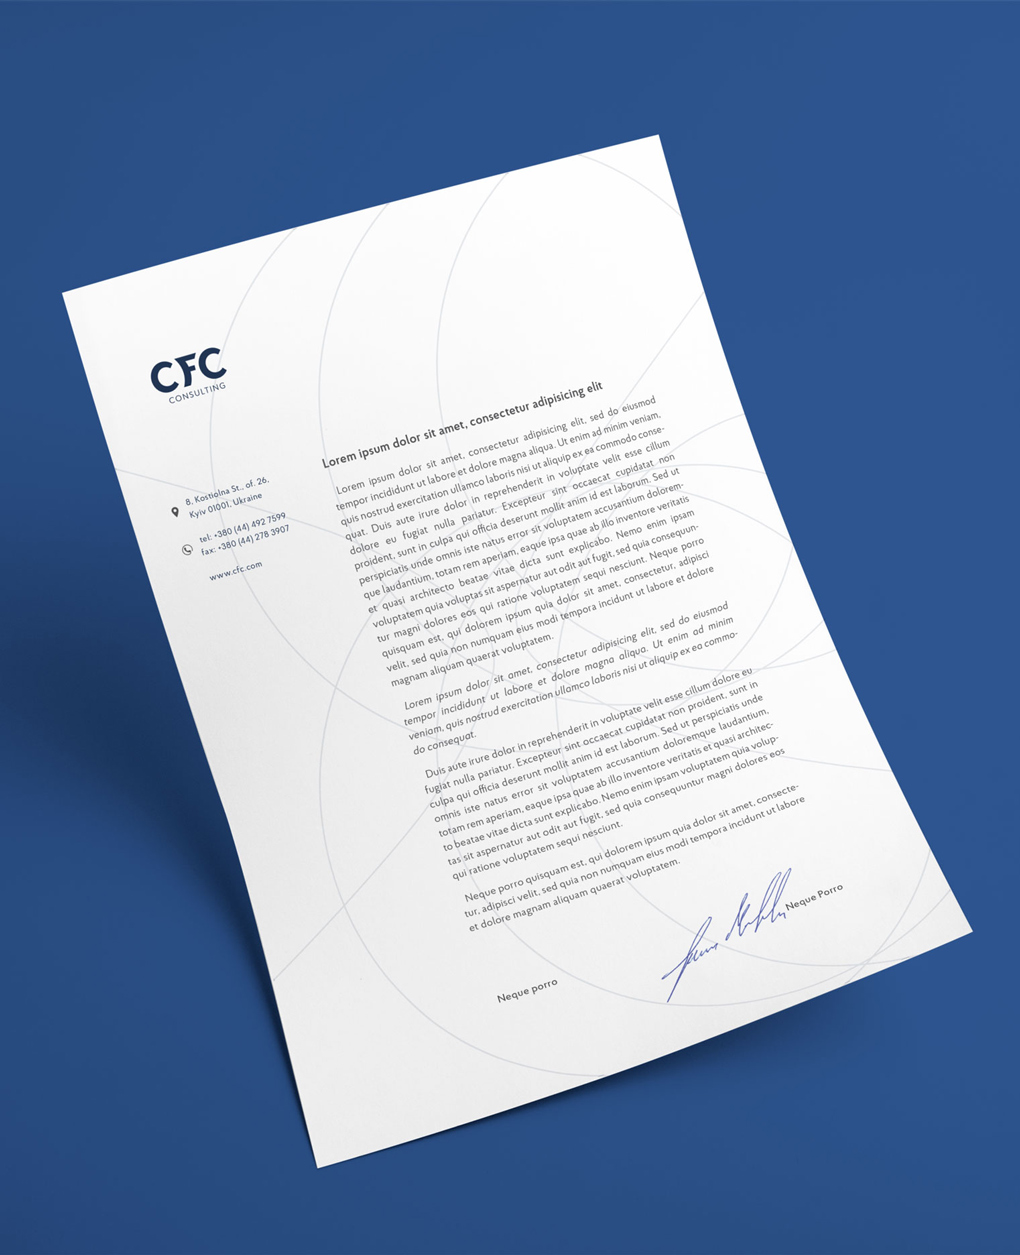 CFC
CONSULTING
8, Kostiolna St., of. 26.
Kyiv 01001, Ukraine
tel: +380 (44) 492 7599
fax: +380 (44) 278 3907
www.cfc.com
Lorem ipsum dolor sit amet, consectetur adipisicing elit
Lorem ipsum dolor sit amet, consectetur adipisicing elit, sed do eiusmod
tempor incididunt ut labore et dolore magna aliqua. Ut enim ad minim veniam,
quis nostrud exercitation ullamco laboris nisi ut aliquip ex ea commodo conse-
quat. Duis aute irure dolor in reprehenderit in voluptate velit esse cillum
dolore eu fugiat nulla pariatur. Excepteur sint occaecat cupidatat non
proident, sunt in culpa qui officia deserunt mollit anim id est laborum. Sed ut
perspiciatis unde omnis iste natus error sit voluptatem accusantium dolorem-
que laudantium, totam rem aperiam, eaque ipsa quae ab illo inventore veritatis
et quasi architecto beatae vitae dicta sunt explicabo. Nemo enim ipsam
voluptatem quia voluptas sit aspernatur aut odit aut fugit, sed quia consequun-
tur magni dolores eos qui ratione voluptatem sequi nesciunt. Neque porro
quisquam est, qui dolorem ipsum quia dolor sit amet, consectetur, adipisci
velit, sed quia non numquam eius modi tempora incidunt ut labore et dolore
magnam aliquam quaerat voluptatem.
Lorem ipsum dolor sit amet, consectetur adipisicing elit, sed do eiusmod
tempor incididunt ut labore et dolore magna aliqua. Ut enim ad minim
veniam, quis nostrud exercitation ullamco laboris nisi ut aliquip ex ea commo-
do consequat.
Duis aute irure dolor in reprehenderit in voluptate velit esse cillum dolore eu
fugiat nulla pariatur. Excepteur sint occaecat cupidatat non proident, sunt in
culpa qui officia deserunt mollit anim id est laborum. Sed ut perspiciatis unde
omnis iste natus error sit voluptatem accusantium doloremque laudantium,
totam rem aperiam, eaque ipsa quae ab illo inventore veritatis et quasi architec-
to beatae vitae dicta sunt explicabo. Nemo enim ipsam voluptatem quia volup-
tas sit aspernatur aut odit aut fugit, sed quia consequuntur magni dolores eos
qui ratione voluptatem sequi nesciunt.
Neque porro quisquam est, qui dolorem ipsum quia dolor sit amet, consecte-
tur, adipisci velit, sed quia non numquam eius modi tempora incidunt ut labore
et dolore magnam aliquam quaerat voluptatem.
Neque porro
Neque Porro